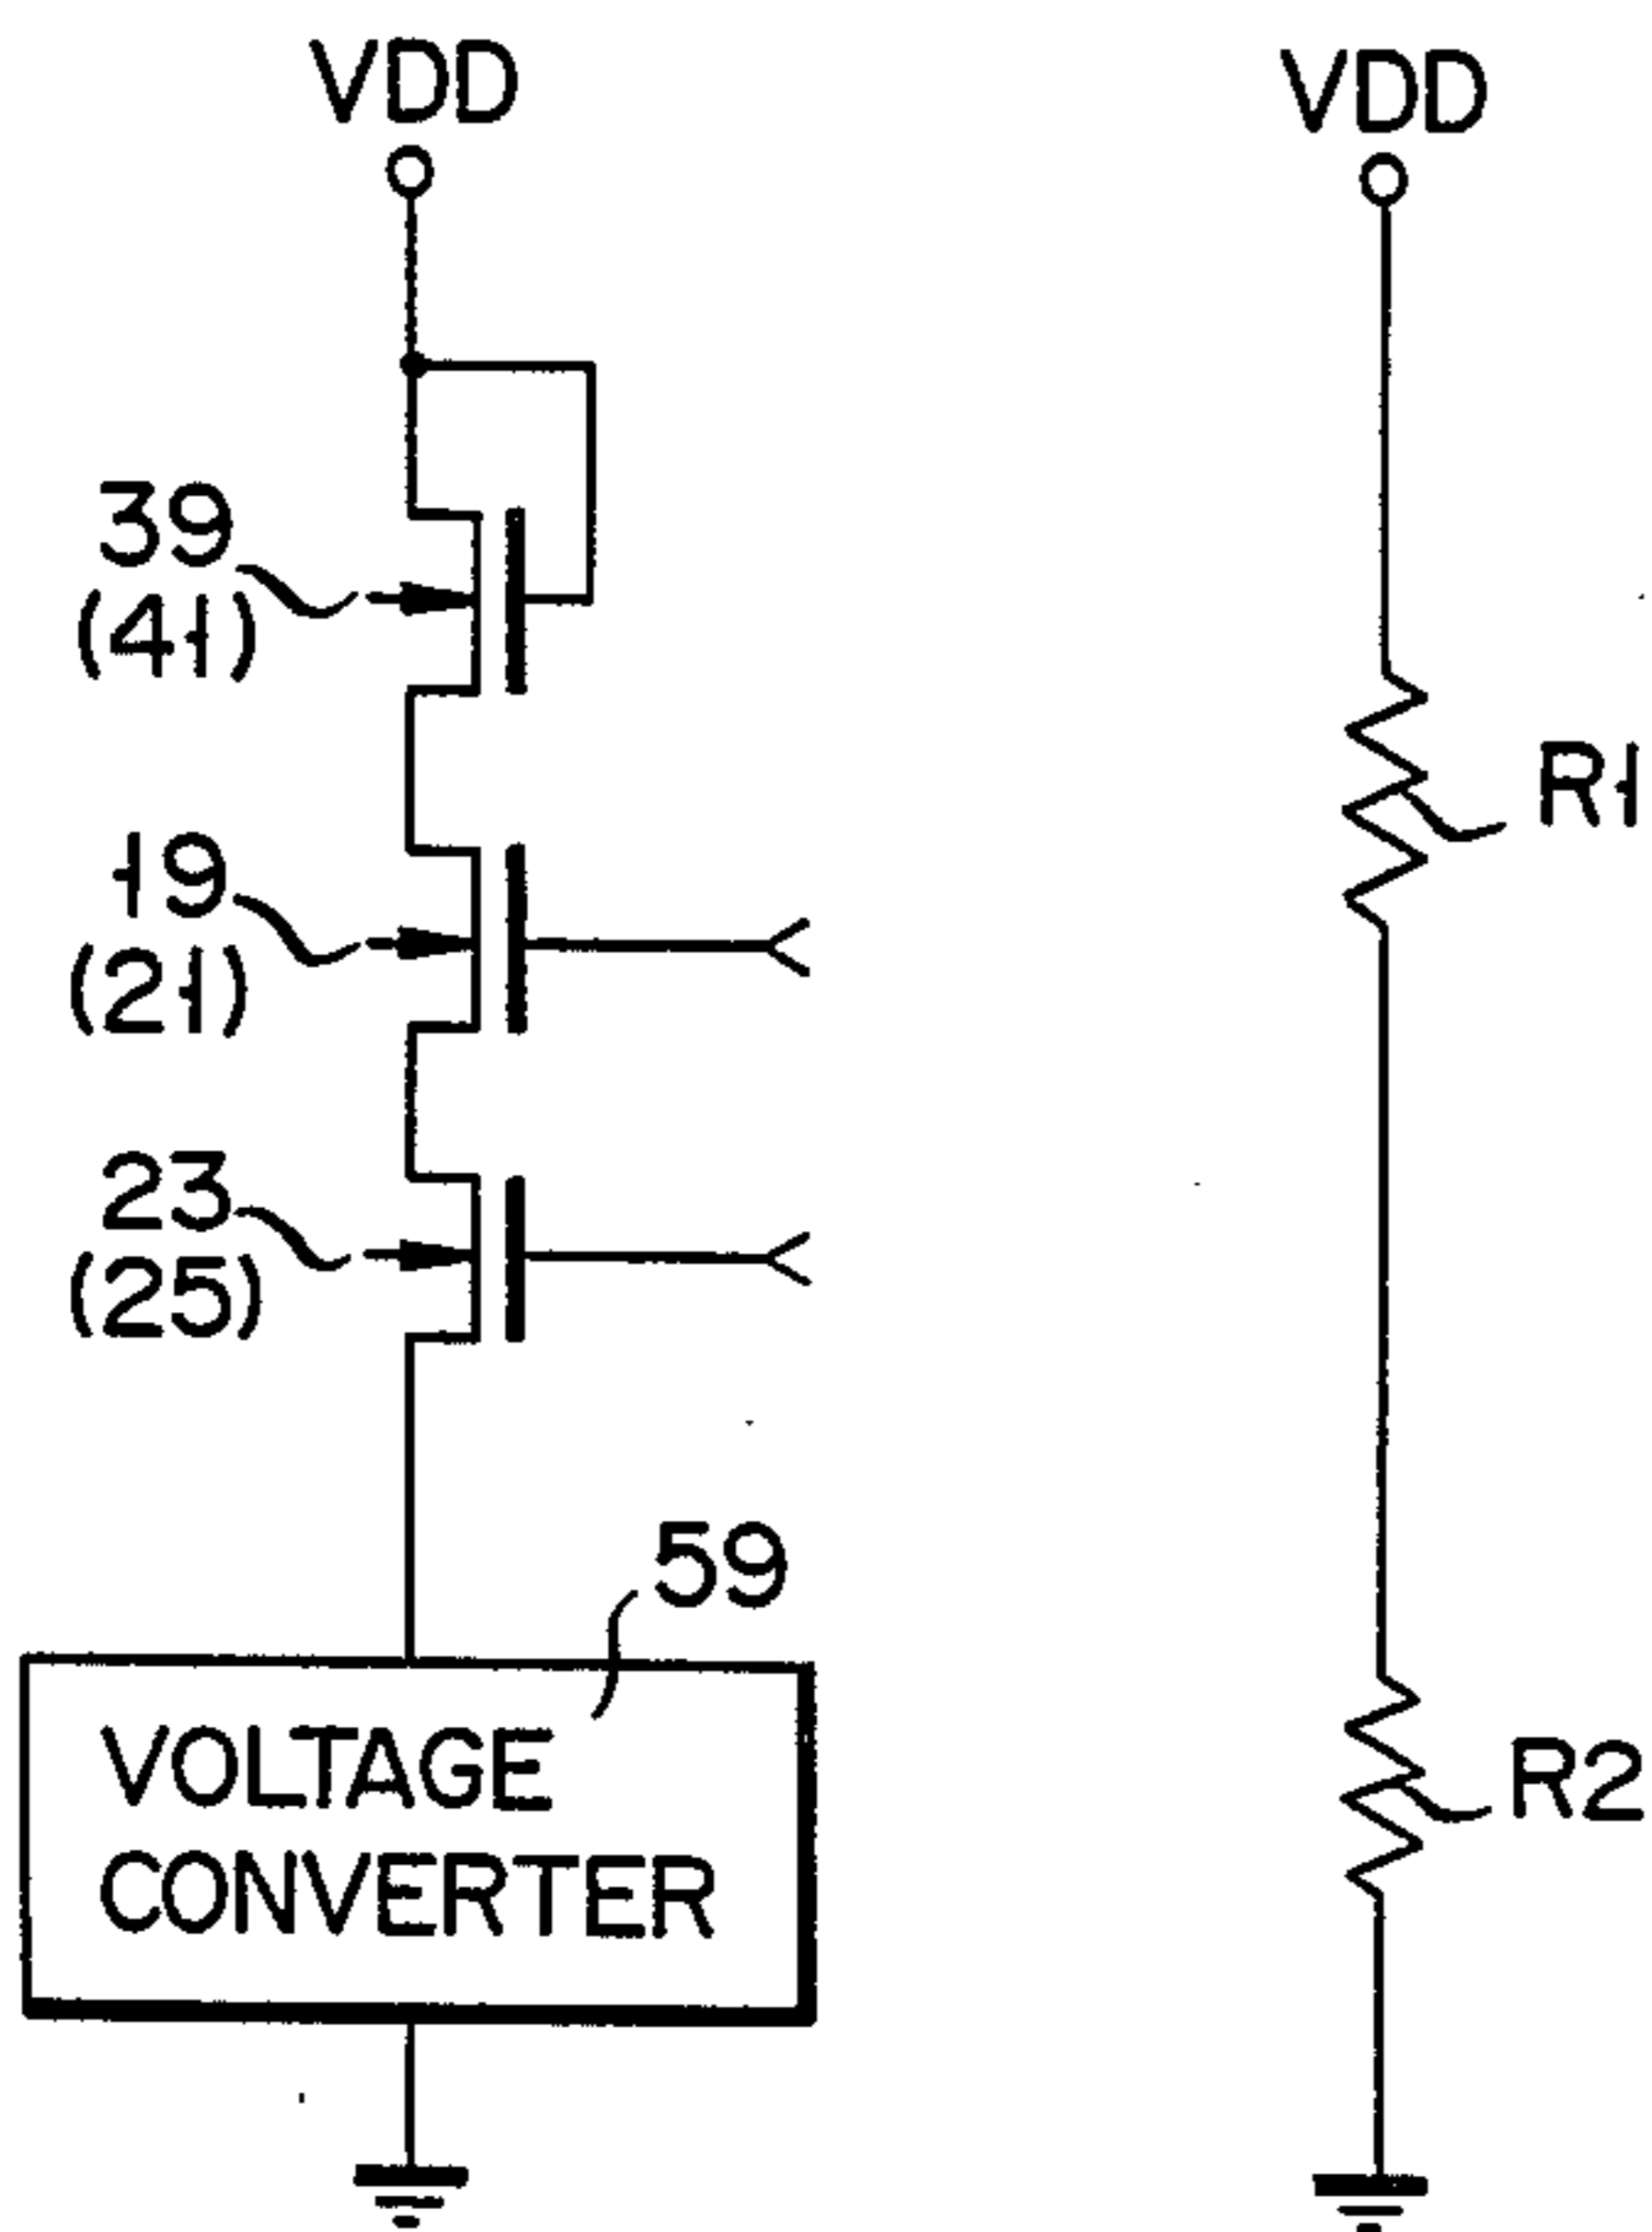 VDD
39
(41)
19
(21)
23
(25)
59
VOLTAGE
CONVERTER
VDD
R1
R2